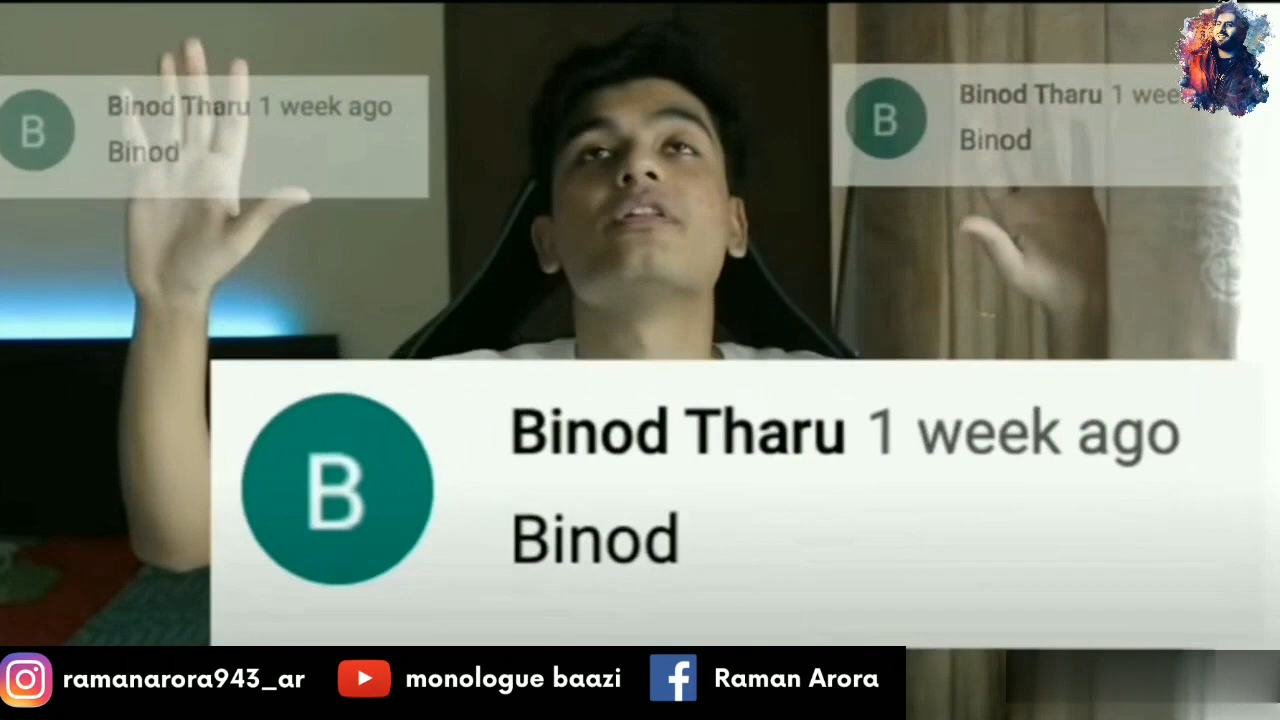 B
Binod Tharu 1 week ago
Binod
B
Binod Tharu 1 wee
Binod
B
Binod Tharu 1 week ago
Binod
ramanarora943_ar
monologue baazi
Raman Arora